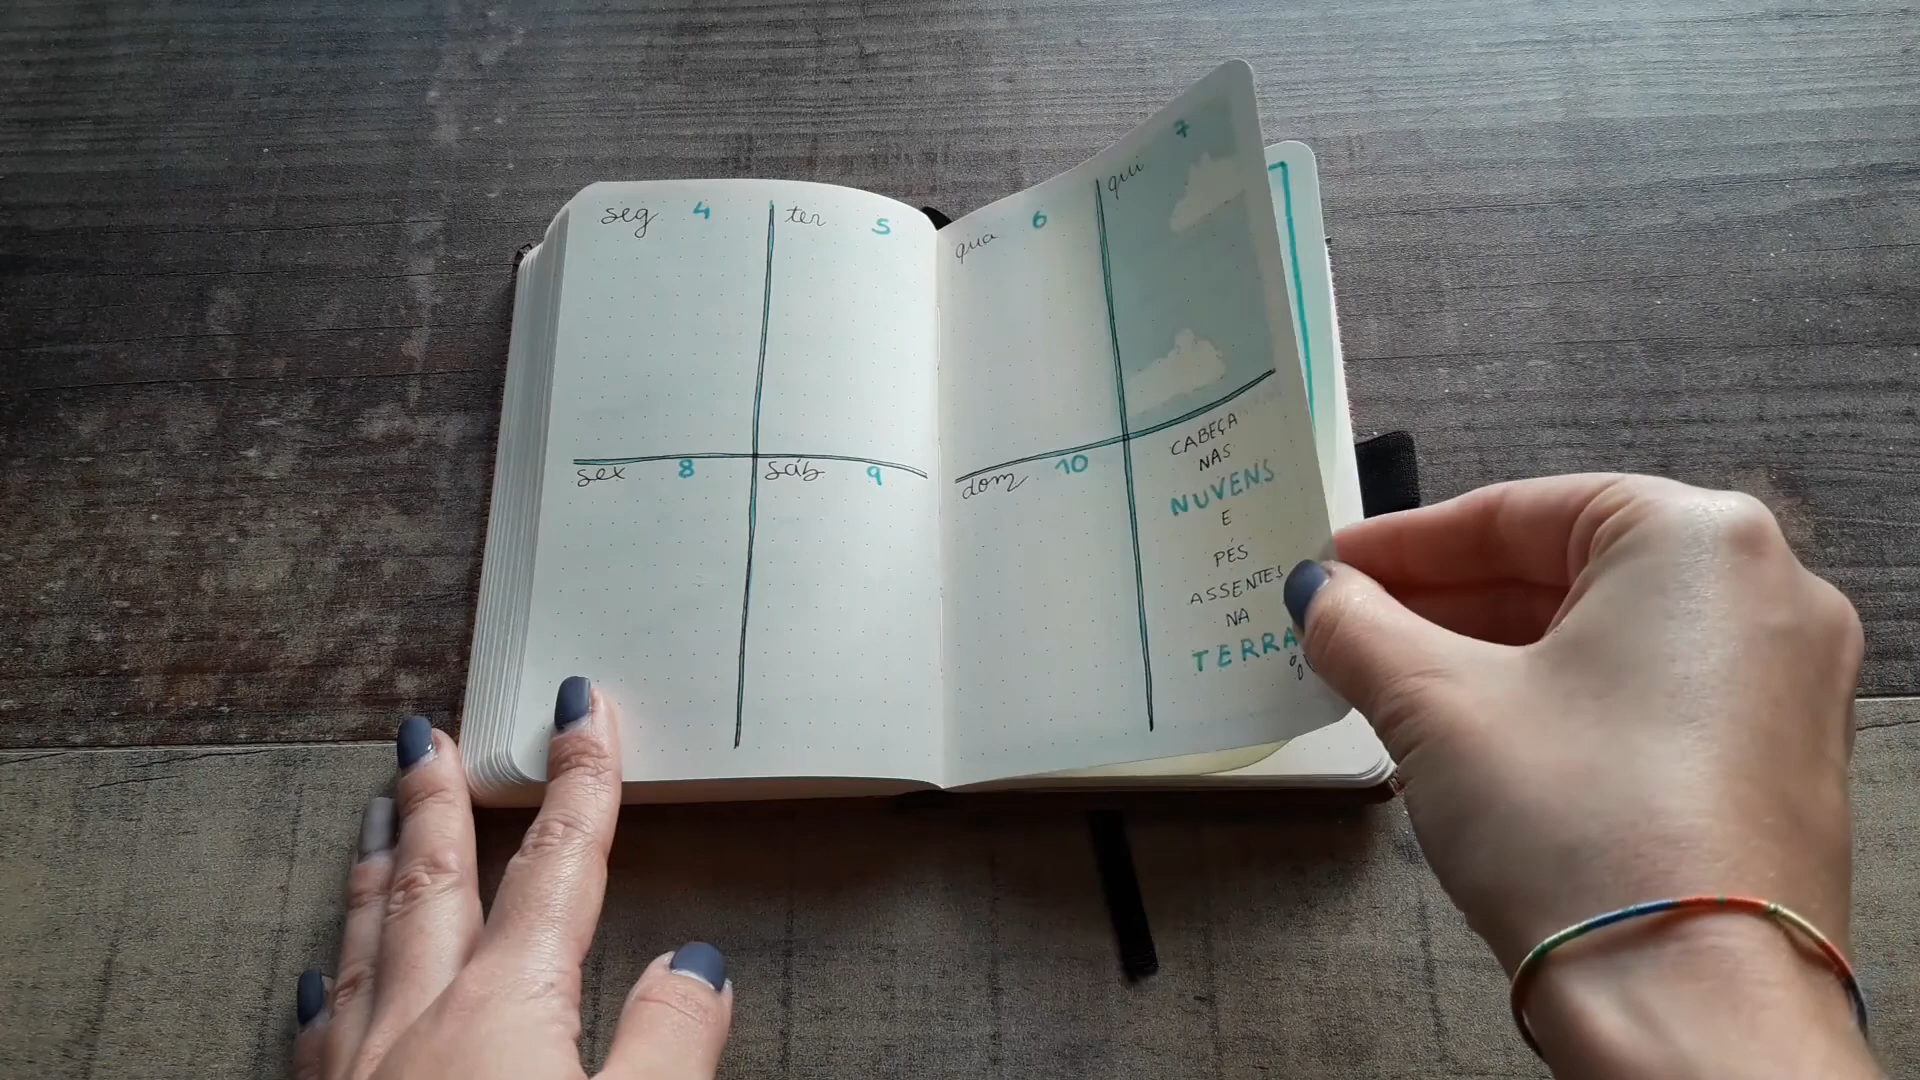 seg 4
ter 5
qua 6
qui 7
sex 8
sáb 9
dom 10
CABEÇA
NAS
NUVENS
E
PÉS
ASSENTES
NA
TERRA